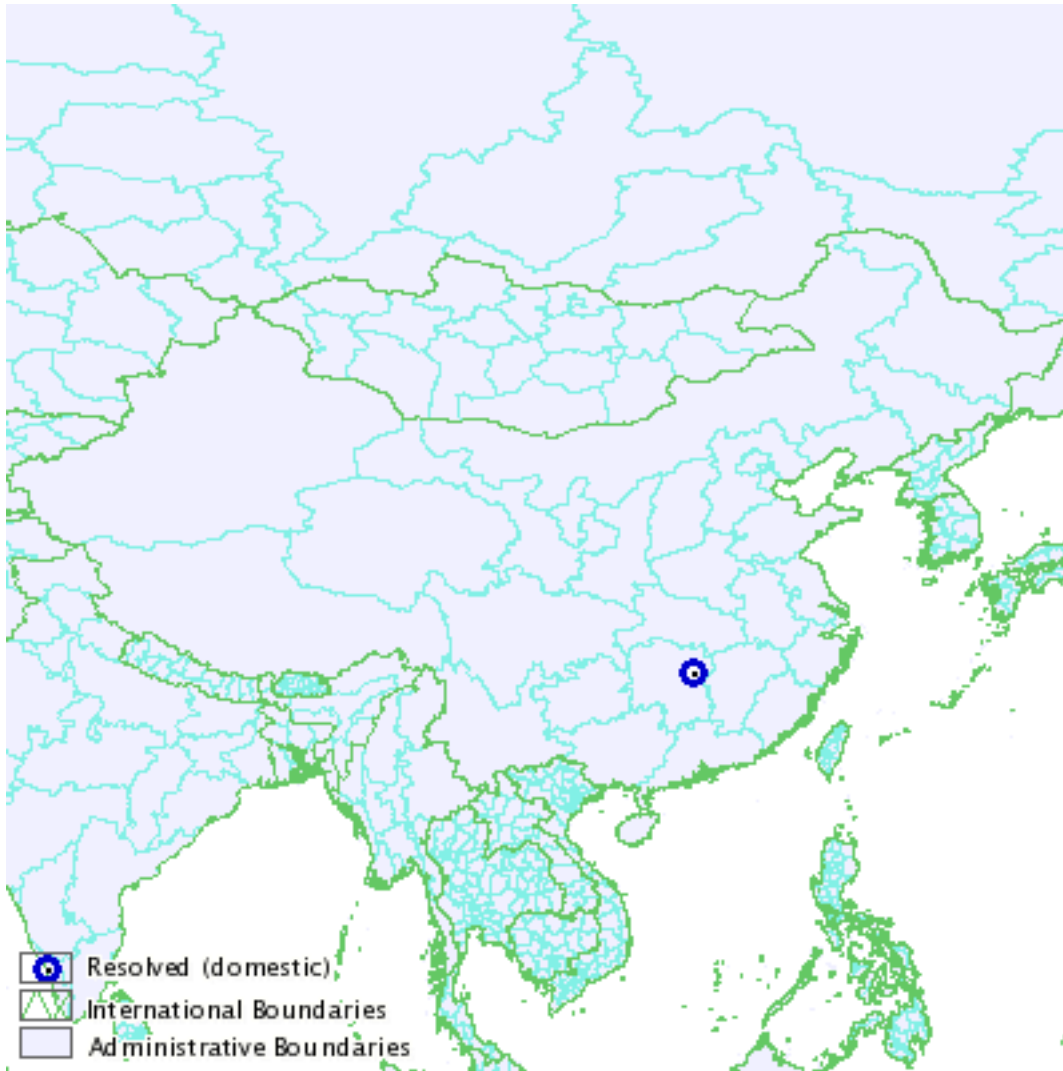 Resolved (domestic)
International Boundaries
Administrative Boundaries